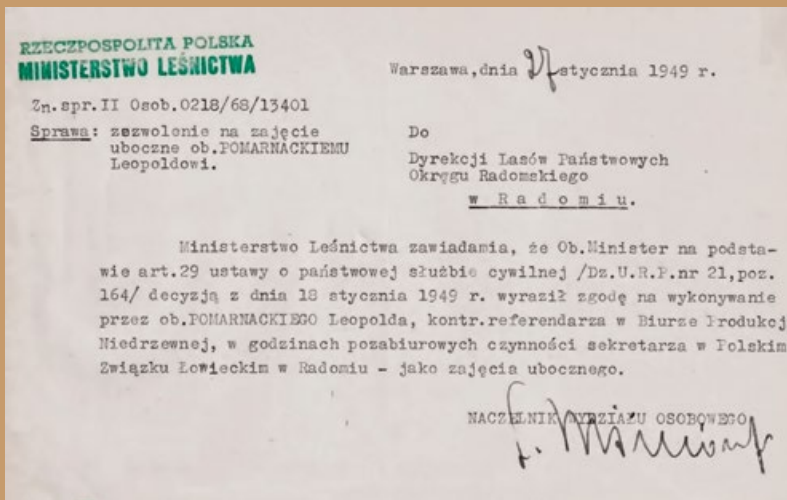 RZECZPOSPOLITA POLSKA
MINISTERSTWO LEŚNICTWA
Warszawa,dnia 27 stycznia 1949 r.
Zn.spr.II Osob.0218/68/13401
Sprawa: zezwolenie na zajęcie
uboczne ob.POMARNACKIEMU
Leopoldowi.
Do
Dyrekcji Lasów Państwowych
Okręgu Radomskiego
w Radomiu.
Ministerstwo Leśnictwa zawiadamia, że Ob.Minister na podsta-
wie art.29 ustawy o państwowej służbie cywilnej /Dz.U.R.P.nr 21,poz.
164/ decyzją z dnia 18 stycznia 1949 r. wyraził zgodę na wykonywanie
przez ob.POMARNACKIEGO Leopolda, kontr.referendarza w Biurze Produkcj
Niedrzewnej, w godzinach pozabiurowych czynności sekretarza w Polskim
Związku Łowieckim w Radomiu - jako zajęcia ubocznego.
NACZELNIK WYDZIAŁU OSOBOWEGO